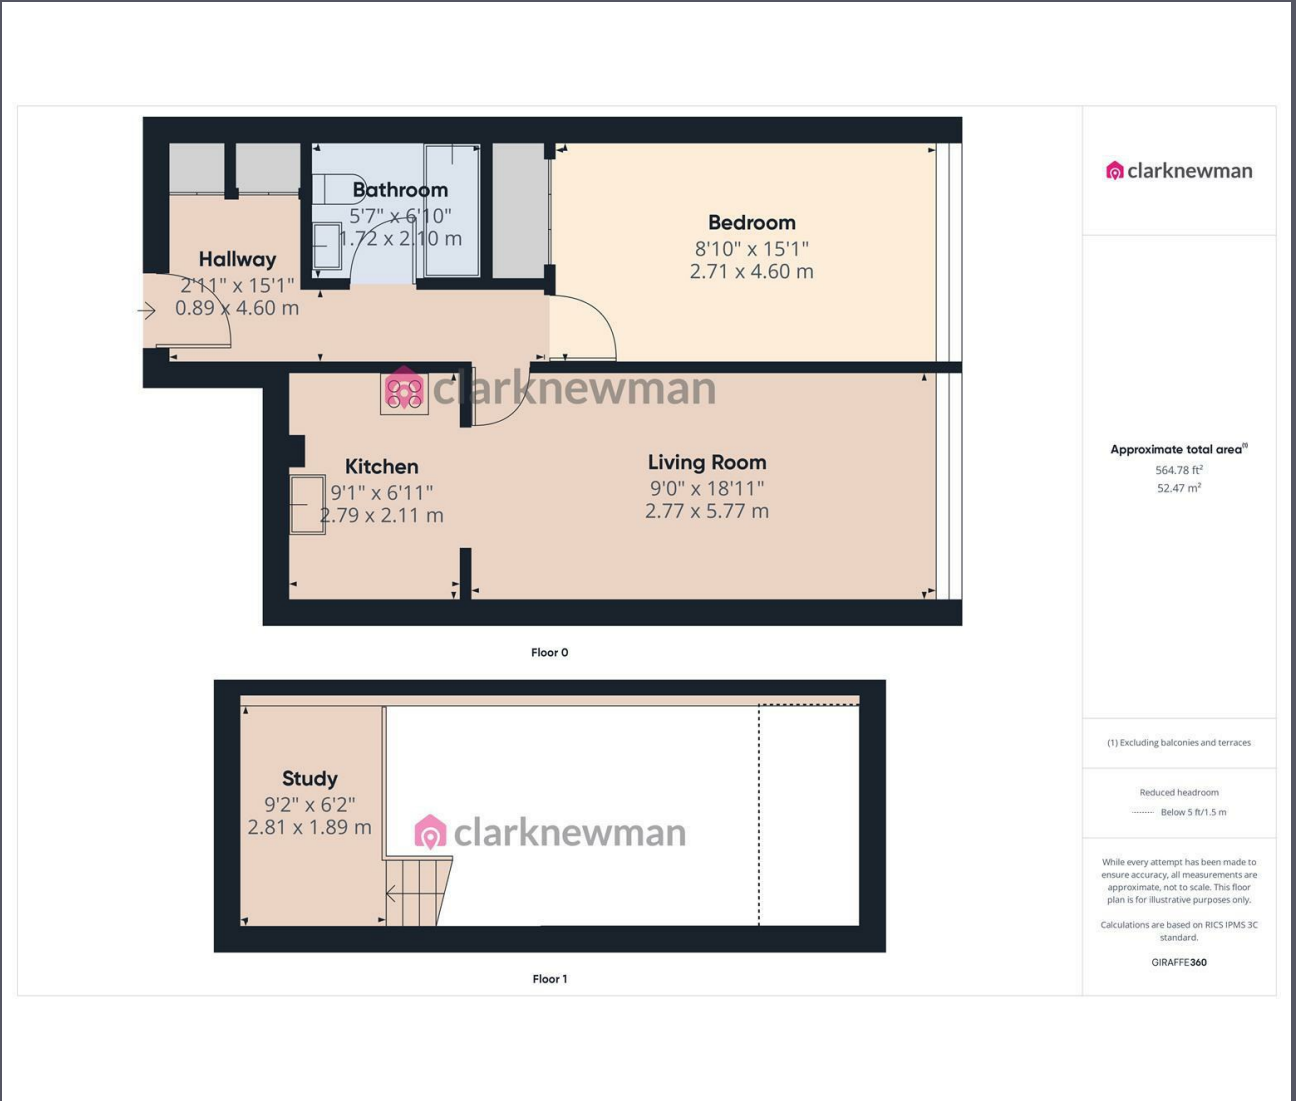 clarknewman
Bathroom
5'7" x 6'10"
1.72 x 2.10 m
Bedroom
8'10" x 15'1"
2.71 x 4.60 m
Hallway
2'11" x 15'1"
0.89 x 4.60 m
clarknewman
Kitchen
9'1" x 6'11"
2.79 x 2.11 m
Living Room
9'0" x 18'11"
2.77 x 5.77 m
Floor 0
Study
9'2" x 6'2"
2.81 x 1.89 m
clarknewman
Floor 1
Approximate total area(1)
564.78 ft²
52.47 m²
(1) Excluding balconies and terraces
Reduced headroom
Below 5 ft/1.5 m
While every attempt has been made to
ensure accuracy, all measurements are
approximate, not to scale. This floor
plan is for illustrative purposes only.
Calculations are based on RICS IPMS 3C
standard.
GIRAFFE360